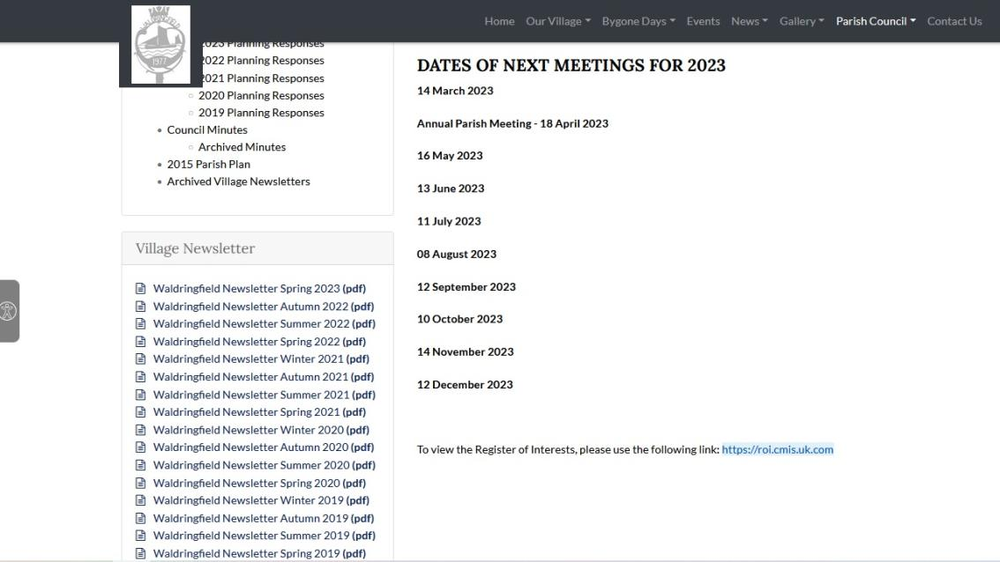 Home
Our Village
Bygone Days
Events
News
Gallery
Parish Council
Contact Us
1977
2023 Planning Responses
2022 Planning Responses
2021 Planning Responses
2020 Planning Responses
2019 Planning Responses
Council Minutes
Archived Minutes
2015 Parish Plan
Archived Village Newsletters
Village Newsletter
Waldringfield Newsletter Spring 2023 (pdf)
Waldringfield Newsletter Autumn 2022 (pdf)
Waldringfield Newsletter Summer 2022 (pdf)
Waldringfield Newsletter Spring 2022 (pdf)
Waldringfield Newsletter Winter 2021 (pdf)
Waldringfield Newsletter Autumn 2021 (pdf)
Waldringfield Newsletter Summer 2021 (pdf)
Waldringfield Newsletter Spring 2021 (pdf)
Waldringfield Newsletter Winter 2020 (pdf)
Waldringfield Newsletter Autumn 2020 (pdf)
Waldringfield Newsletter Summer 2020 (pdf)
Waldringfield Newsletter Spring 2020 (pdf)
Waldringfield Newsletter Winter 2019 (pdf)
Waldringfield Newsletter Autumn 2019 (pdf)
Waldringfield Newsletter Summer 2019 (pdf)
Waldringfield Newsletter Spring 2019 (pdf)
DATES OF NEXT MEETINGS FOR 2023
14 March 2023
Annual Parish Meeting - 18 April 2023
16 May 2023
13 June 2023
11 July 2023
08 August 2023
12 September 2023
10 October 2023
14 November 2023
12 December 2023
To view the Register of Interests, please use the following link: https://roi.cmis.uk.com